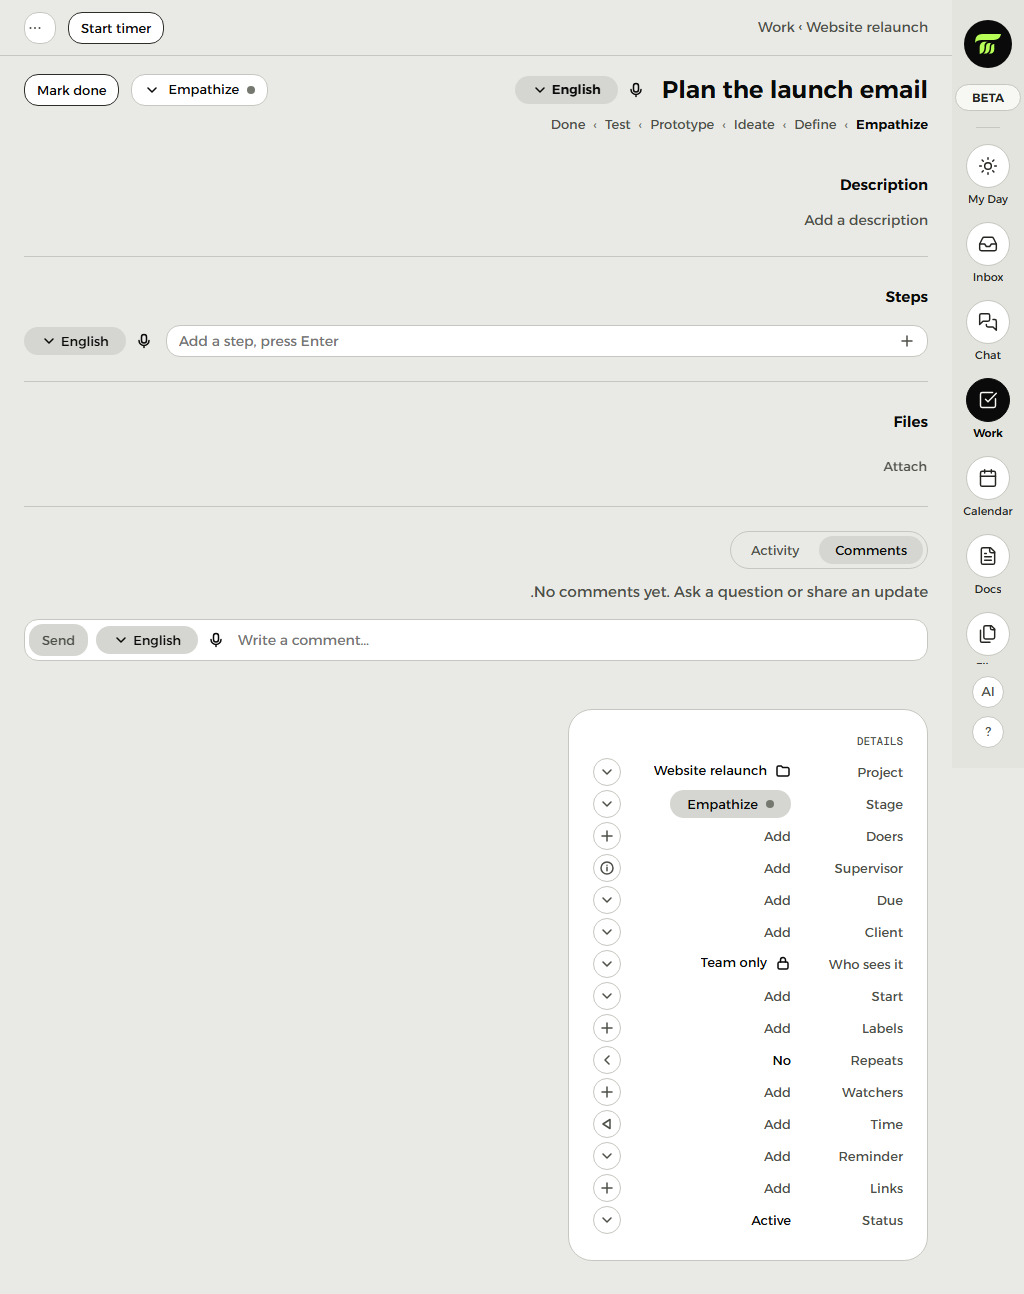 Work ‹ Website relaunch
Start timer
...
BETA
My Day
Inbox
Chat
Work
Calendar
Docs
AI
?
Plan the launch email
English
Empathize
Mark done
Done ‹ Test ‹ Prototype ‹ Ideate ‹ Define ‹ Empathize
Description
Add a description
Steps
Add a step, press Enter
English
Files
Attach
Comments
Activity
.No comments yet. Ask a question or share an update
Write a comment...
English
Send
DETAILS
Project Website relaunch
Stage Empathize
Doers Add
Supervisor Add
Due Add
Client Add
Who sees it Team only
Start Add
Labels Add
Repeats No
Watchers Add
Time Add
Reminder Add
Links Add
Status Active